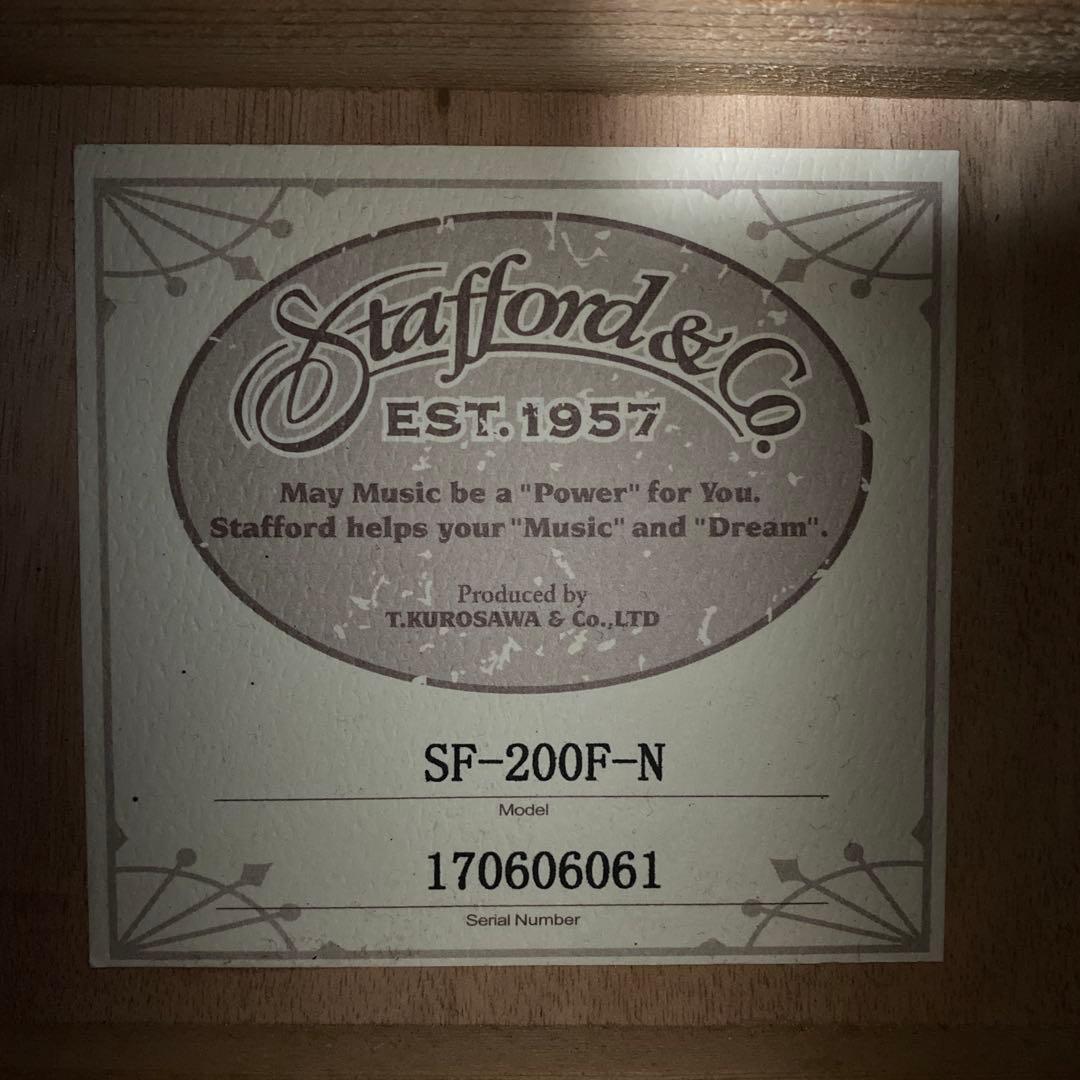 Stafford & Co.
EST. 1957
May Music be a "Power" for You.
Stafford helps your "Music" and "Dream".
Produced by
T.KUROSAWA & Co.,LTD
SF-200F-N
Model
170606061
Serial Number